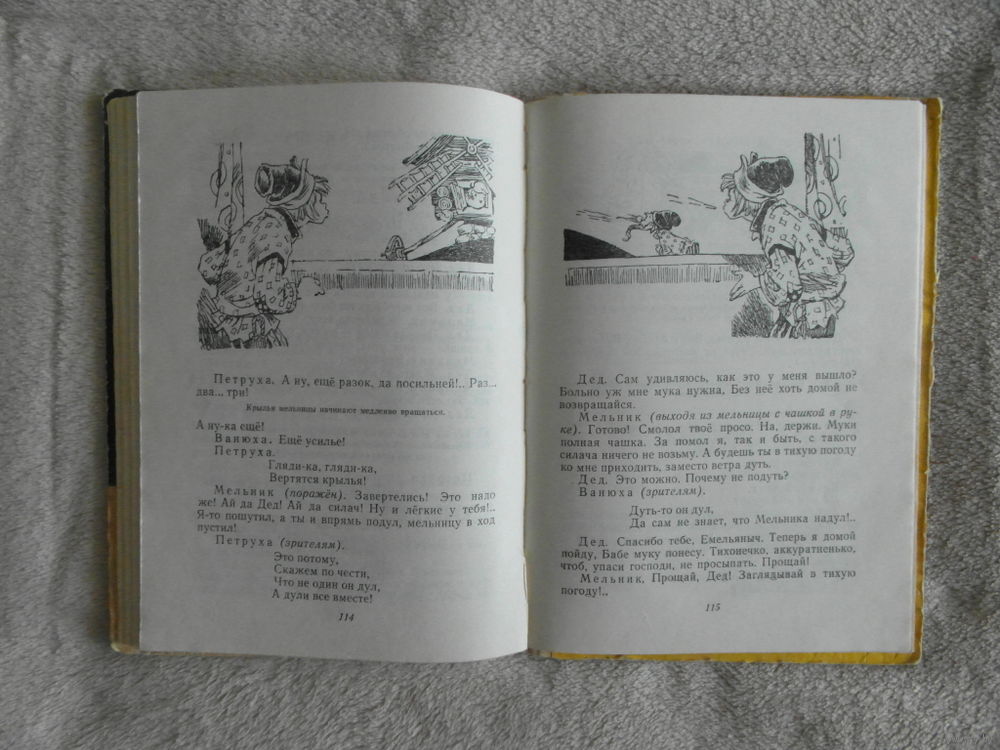 Петруха. А ну, ещё разок, да посильней!.. Раз...
два... три!
Крылья мельницы начинают медленно вращаться.
А ну-ка ещё!
Ванюха. Ещё усилье!
Петруха.
Гляди-ка, гляди-ка,
Вертятся крылья!
Мельник (поражён). Завертелись! Это надо
же! Ай да Дед! Ай да силач! Ну и лёгкие у тебя!..
Я-то пошутил, а ты и впрямь подул, мельницу в ход
пустил!
Петруха (зрителям).
Это потому,
Скажем по чести,
Что не один он дул,
А дули все вместе!
114
Дед. Сам удивляюсь, как это у меня вышло?
Больно уж мне мука нужна, Без неё хоть домой не
возвращайся.
Мельник (выходя из мельницы с чашкой в ру-
ке). Готово! Смолол твоё просо. На, держи. Муки
полная чашка. За помол я, так и быть, с такого
силача ничего не возьму. А будешь ты в тихую погоду
ко мне приходить, заместо ветра дуть.
Дед. Это можно. Почему не подуть?
Ванюха (зрителям).
Дуть-то он дул,
Да сам не знает, что Мельника надул!..
Дед. Спасибо тебе, Емельяныч. Теперь я домой
пойду, Бабе муку понесу. Тихонечко, аккуратненько,
чтоб, упаси господи, не просыпать. Прощай!
Мельник. Прощай, Дед! Заглядывай в тихую
погоду!..
115